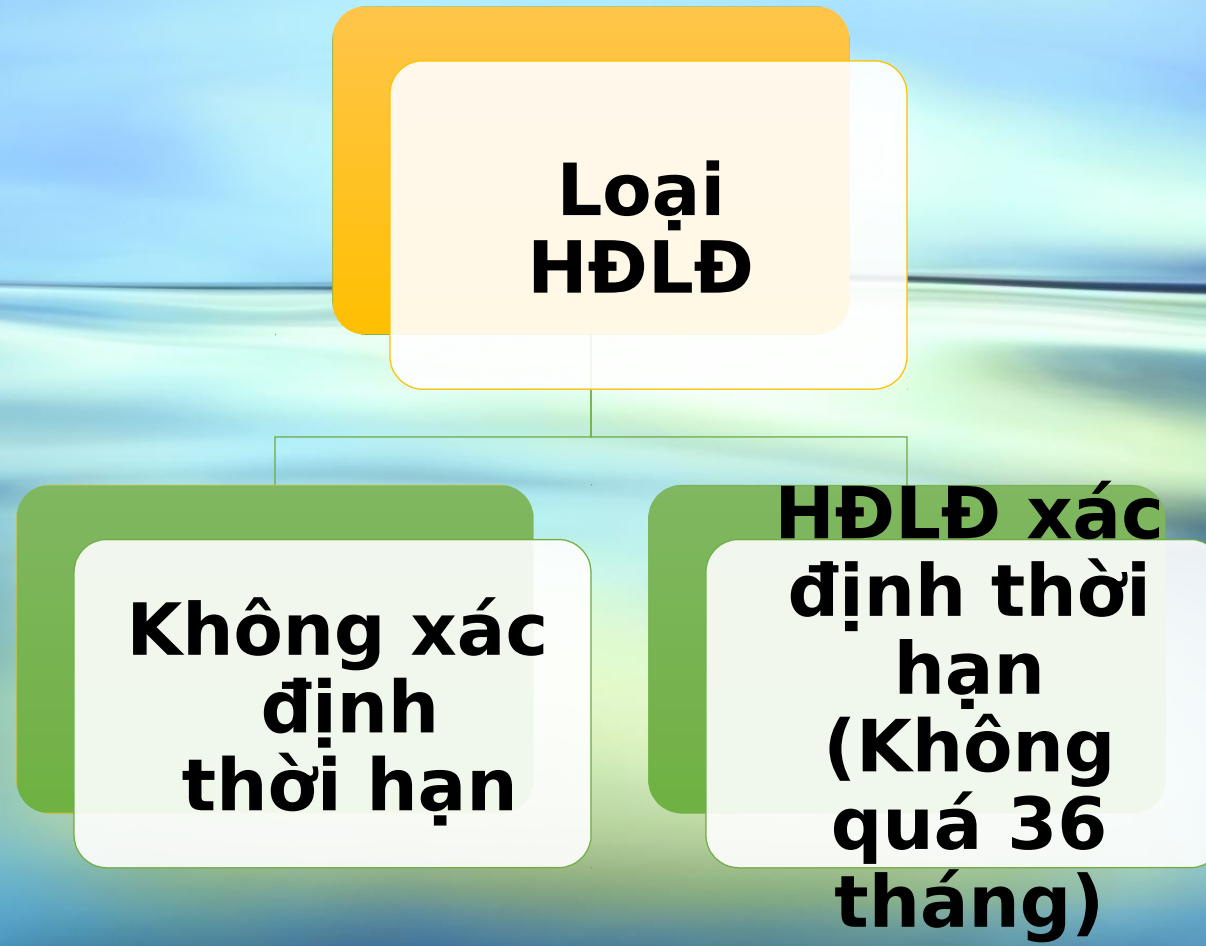 Loại
HĐLĐ
Không xác
định
thời hạn
HĐLĐ xác
định thời
hạn
(Không
quá 36
tháng)